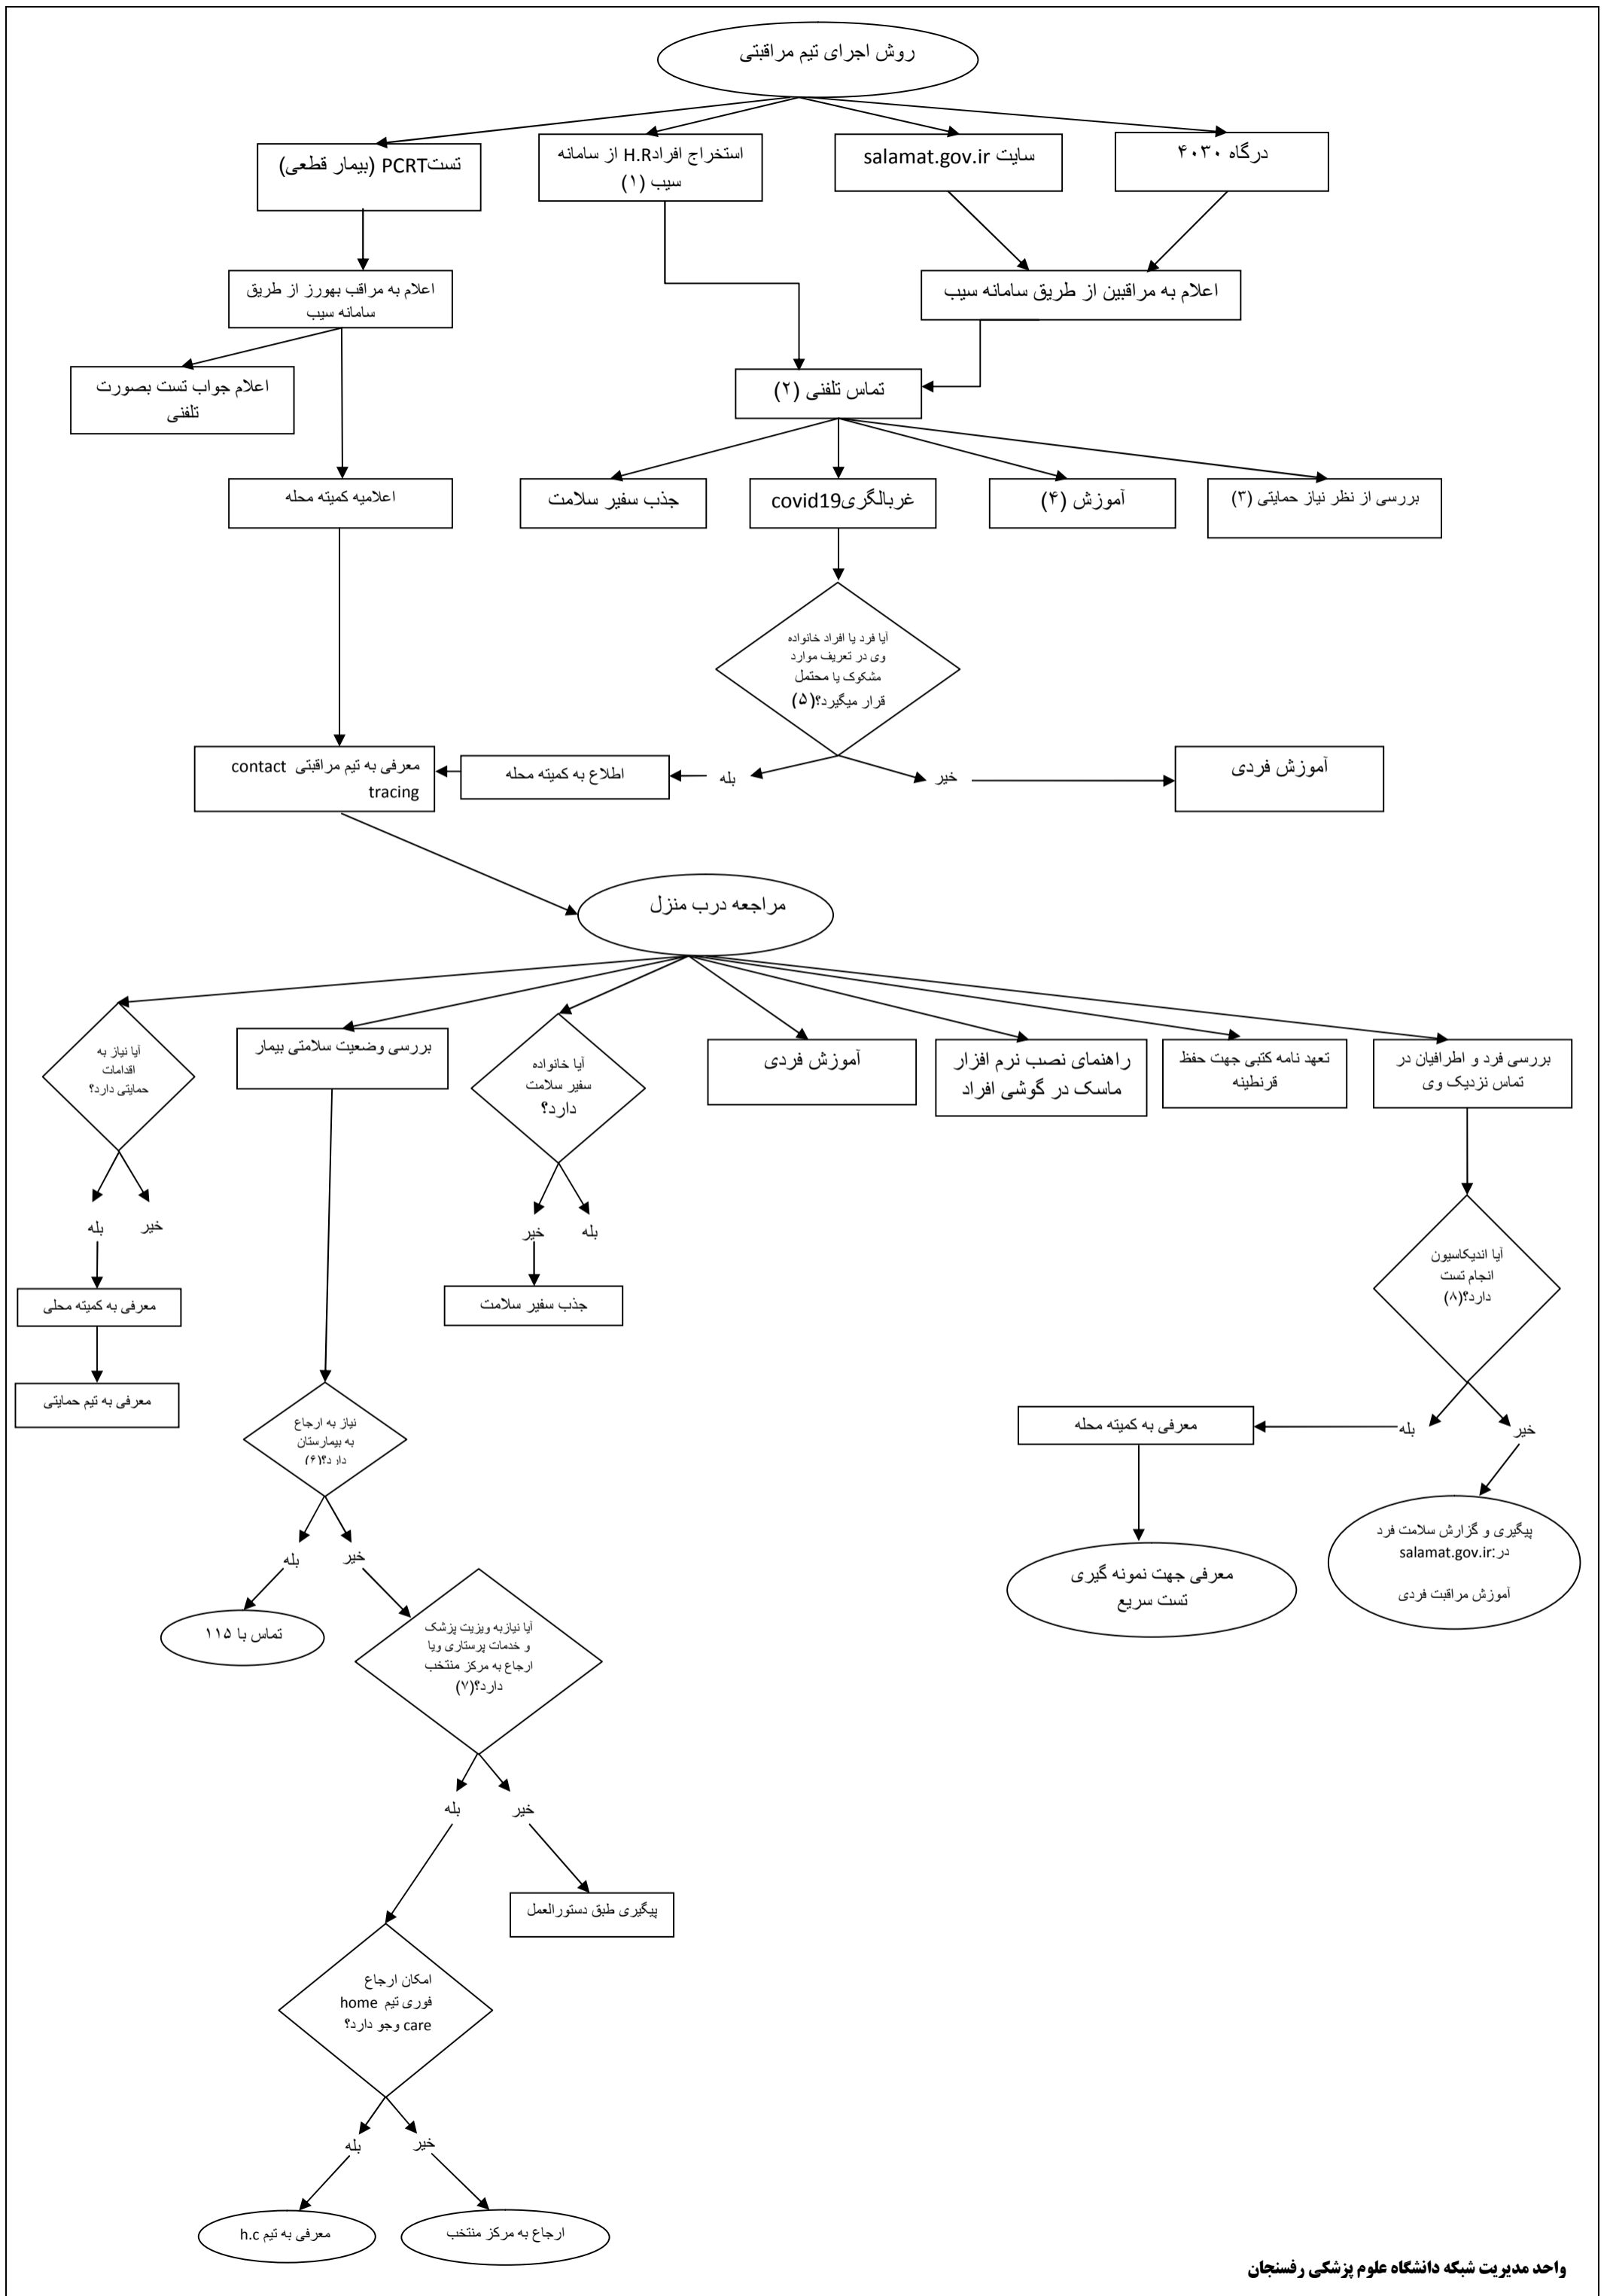 روش اجرای تیم مراقبتی
درگاه ۴۰۳۰
سایت salamat.gov.ir
استخراج افرادH.R از سامانه
سیب (۱)
تستPCRT (بیمار قطعی)
اعلام به مراقبین از طریق سامانه سیب
اعلام به مراقب بهورز از طریق
سامانه سیب
تماس تلفنی (۲)
اعلام جواب تست بصورت
تلفنی
بررسی از نظر نیاز حمایتی (۳)
آموزش (۴)
غربالگریcovid19
جذب سفیر سلامت
اعلامیه کمیته محله
آیا فرد یا افراد خانواده
وی در تعریف موارد
مشکوک یا محتمل
قرار میگیرد؟(۵)
آموزش فردی
خیر
بله
اطلاع به کمیته محله
معرفی به تیم مراقبتی contact
tracing
مراجعه درب منزل
بررسی فرد و اطرافیان در
تماس نزدیک وی
تعهد نامه کتبی جهت حفظ
قرنطینه
راهنمای نصب نرم افزار
ماسک در گوشی افراد
آموزش فردی
آیا خانواده
سفیر سلامت
دارد؟
بررسی وضعیت سلامتی بیمار
آیا نیاز به
اقدامات
حمایتی دارد؟
بله
خیر
خیر
بله
جذب سفیر سلامت
معرفی به کمیته محلی
معرفی به تیم حمایتی
آیا اندیکاسیون
انجام تست
دارد؟(۸)
خیر
بله
معرفی به کمیته محله
پیگیری و گزارش سلامت فرد
در:salamat.gov.ir
آموزش مراقبت فردی
معرفی جهت نمونه گیری
تست سریع
نیاز به ارجاع
به بیمارستان
دارد؟(۶)
خیر
بله
تماس با ۱۱۵
آیا نیازبه ویزیت پزشک
و خدمات پرستاری ویا
ارجاع به مرکز منتخب
دارد؟(۷)
خیر
بله
پیگیری طبق دستورالعمل
امکان ارجاع
فوری تیم home
care وجو دارد؟
خیر
بله
ارجاع به مرکز منتخب
معرفی به تیم h.c
واحد مدیریت شبکه دانشگاه علوم پزشکی رفسنجان